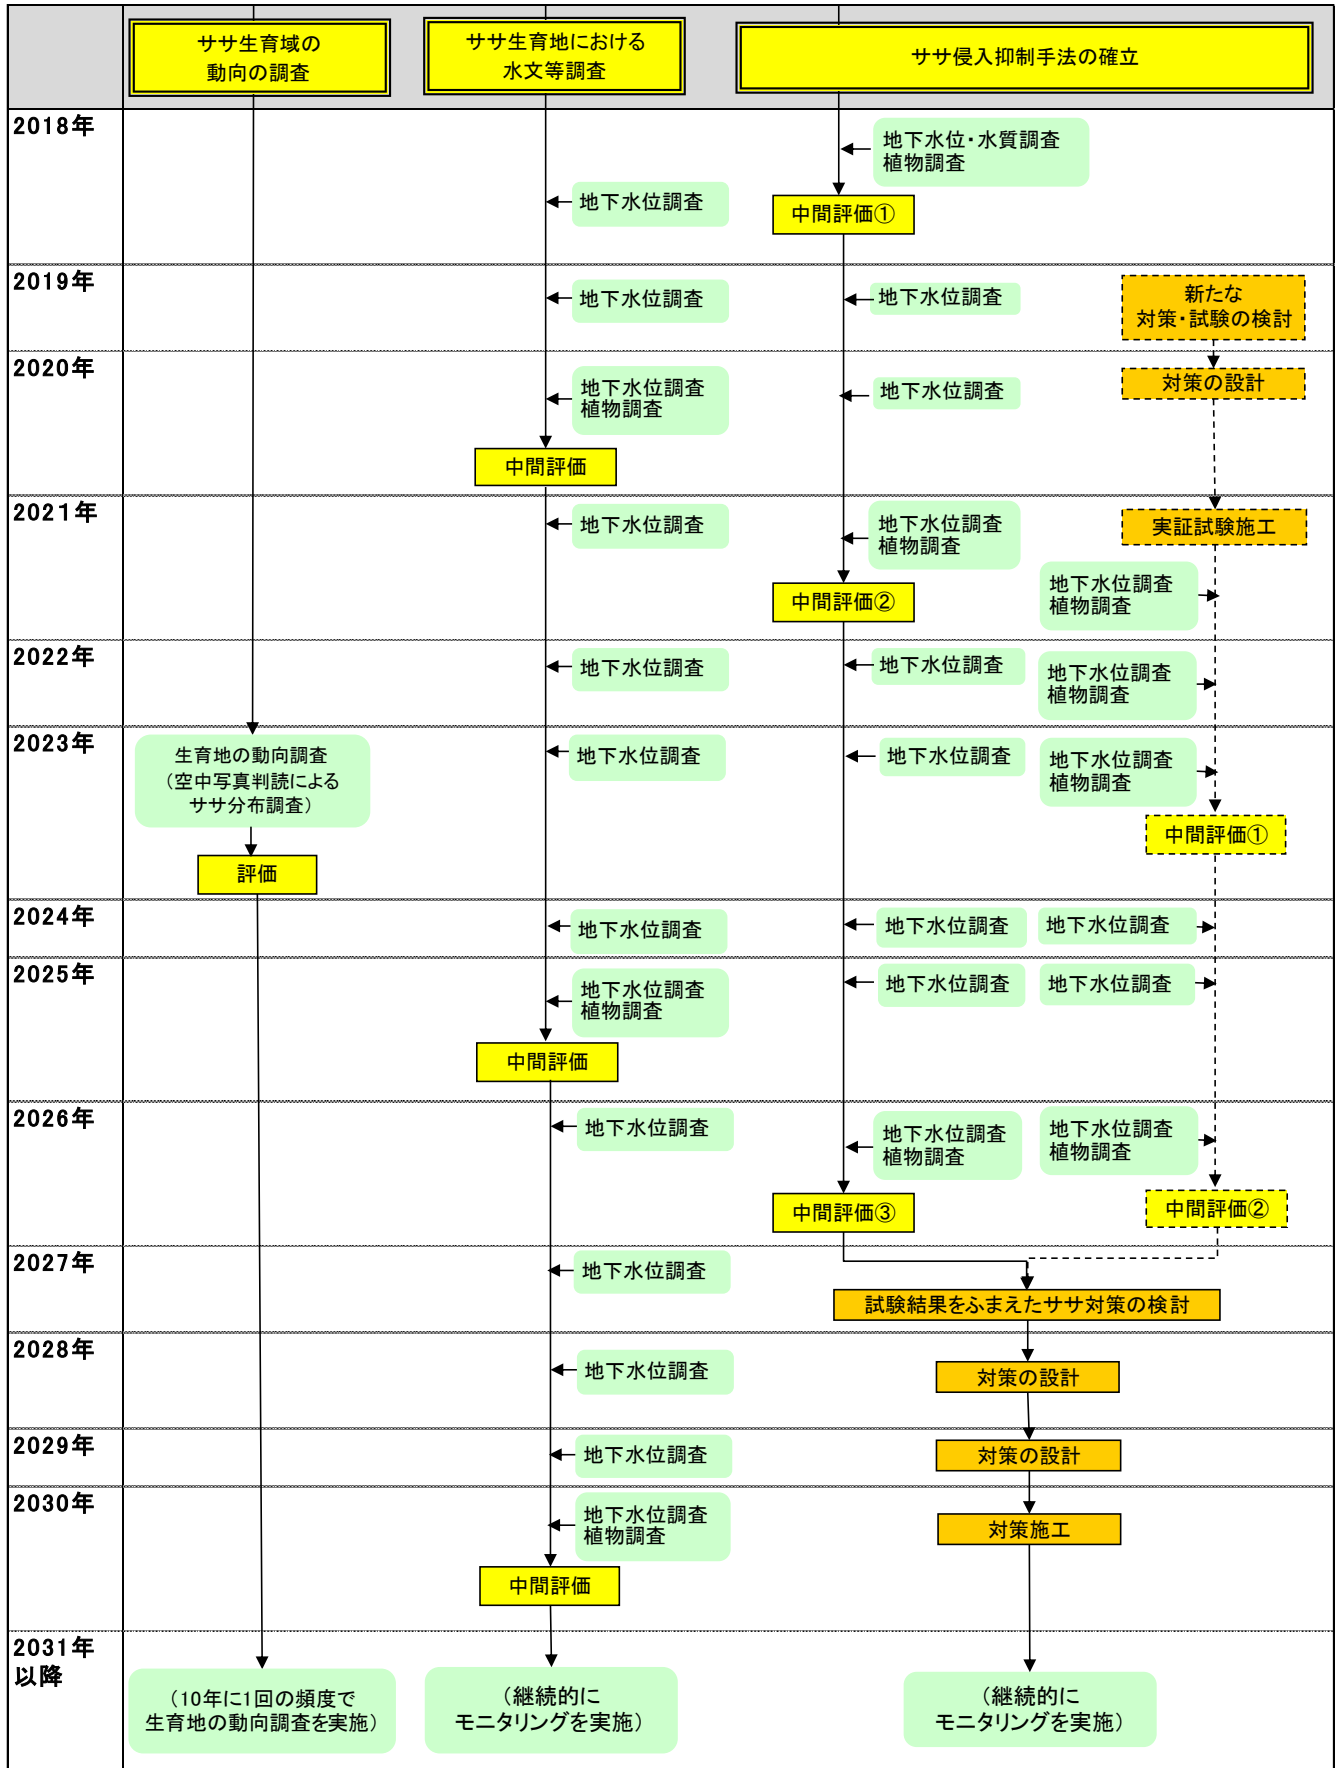 ササ生育域の
動向の調査
ササ生育地における
水文等調査
ササ侵入抑制手法の確立
2018年
地下水位・水質調査
植物調査
地下水位調査
中間評価①
2019年
地下水位調査
地下水位調査
新たな
対策・試験の検討
2020年
地下水位調査
植物調査
地下水位調査
対策の設計
中間評価
2021年
地下水位調査
地下水位調査
植物調査
実証試験施工
中間評価②
地下水位調査
植物調査
2022年
地下水位調査
地下水位調査
地下水位調査
植物調査
2023年
生育地の動向調査
（空中写真判読による
ササ分布調査）
地下水位調査
地下水位調査
地下水位調査
植物調査
中間評価①
評価
2024年
地下水位調査
地下水位調査
地下水位調査
2025年
地下水位調査
植物調査
地下水位調査
地下水位調査
中間評価
2026年
地下水位調査
地下水位調査
植物調査
地下水位調査
植物調査
中間評価③
中間評価②
2027年
地下水位調査
試験結果をふまえたササ対策の検討
2028年
地下水位調査
対策の設計
2029年
地下水位調査
対策の設計
2030年
地下水位調査
植物調査
対策施工
中間評価
2031年
以降
（10年に1回の頻度で
生育地の動向調査を実施）
（継続的に
モニタリングを実施）
（継続的に
モニタリングを実施）